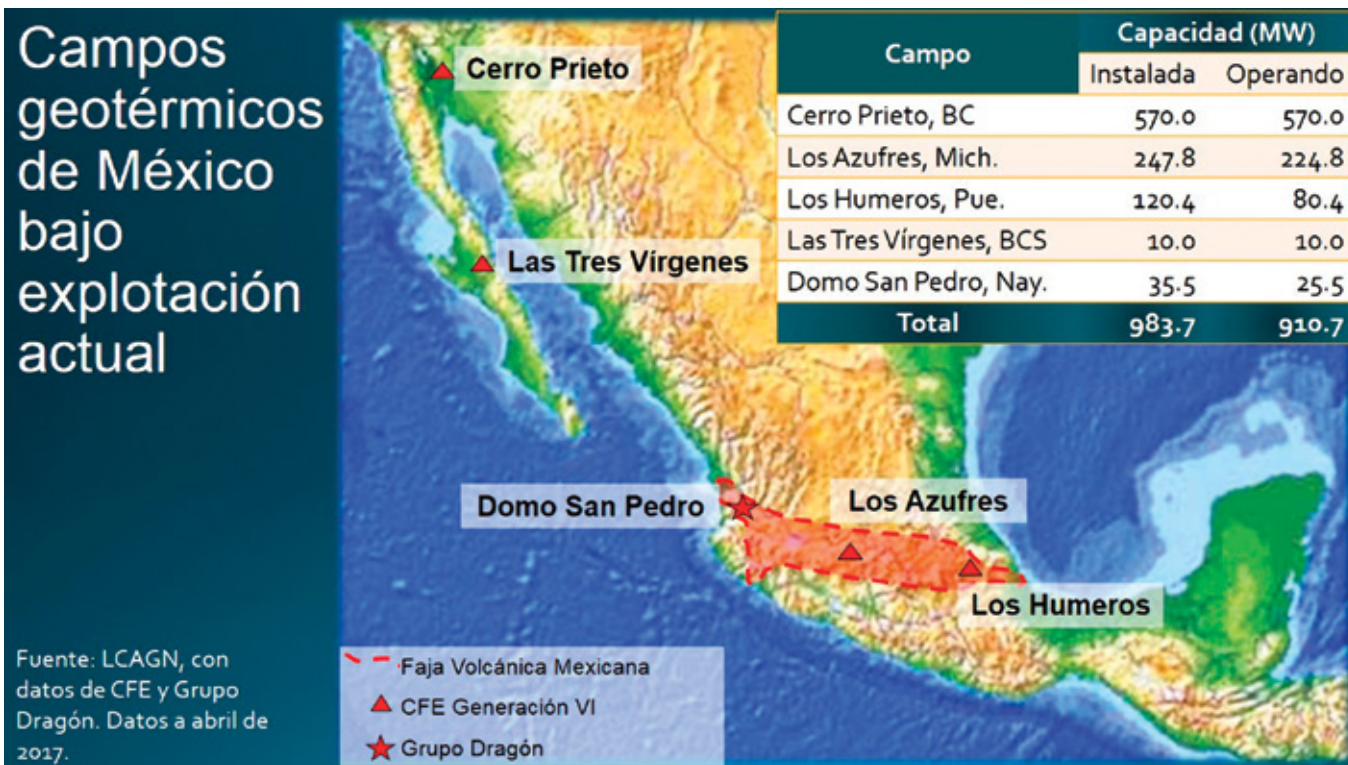 Campos
geotérmicos
de México
bajo
explotación
actual
Fuente: LCAGN, con
datos de CFE y Grupo
Dragón. Datos a abril de
2017.
Cerro Prieto
Las Tres Vírgenes
Domo San Pedro
Los Azufres
Los Humeros
Faja Volcánica Mexicana
CFE Generación VI
Grupo Dragón
Campo Capacidad (MW)
Instalada Operando
Cerro Prieto, BC 570.0 570.0
Los Azufres, Mich. 247.8 224.8
Los Humeros, Pue. 120.4 80.4
Las Tres Vírgenes, BCS 10.0 10.0
Domo San Pedro, Nay. 35.5 25.5
Total 983.7 910.7